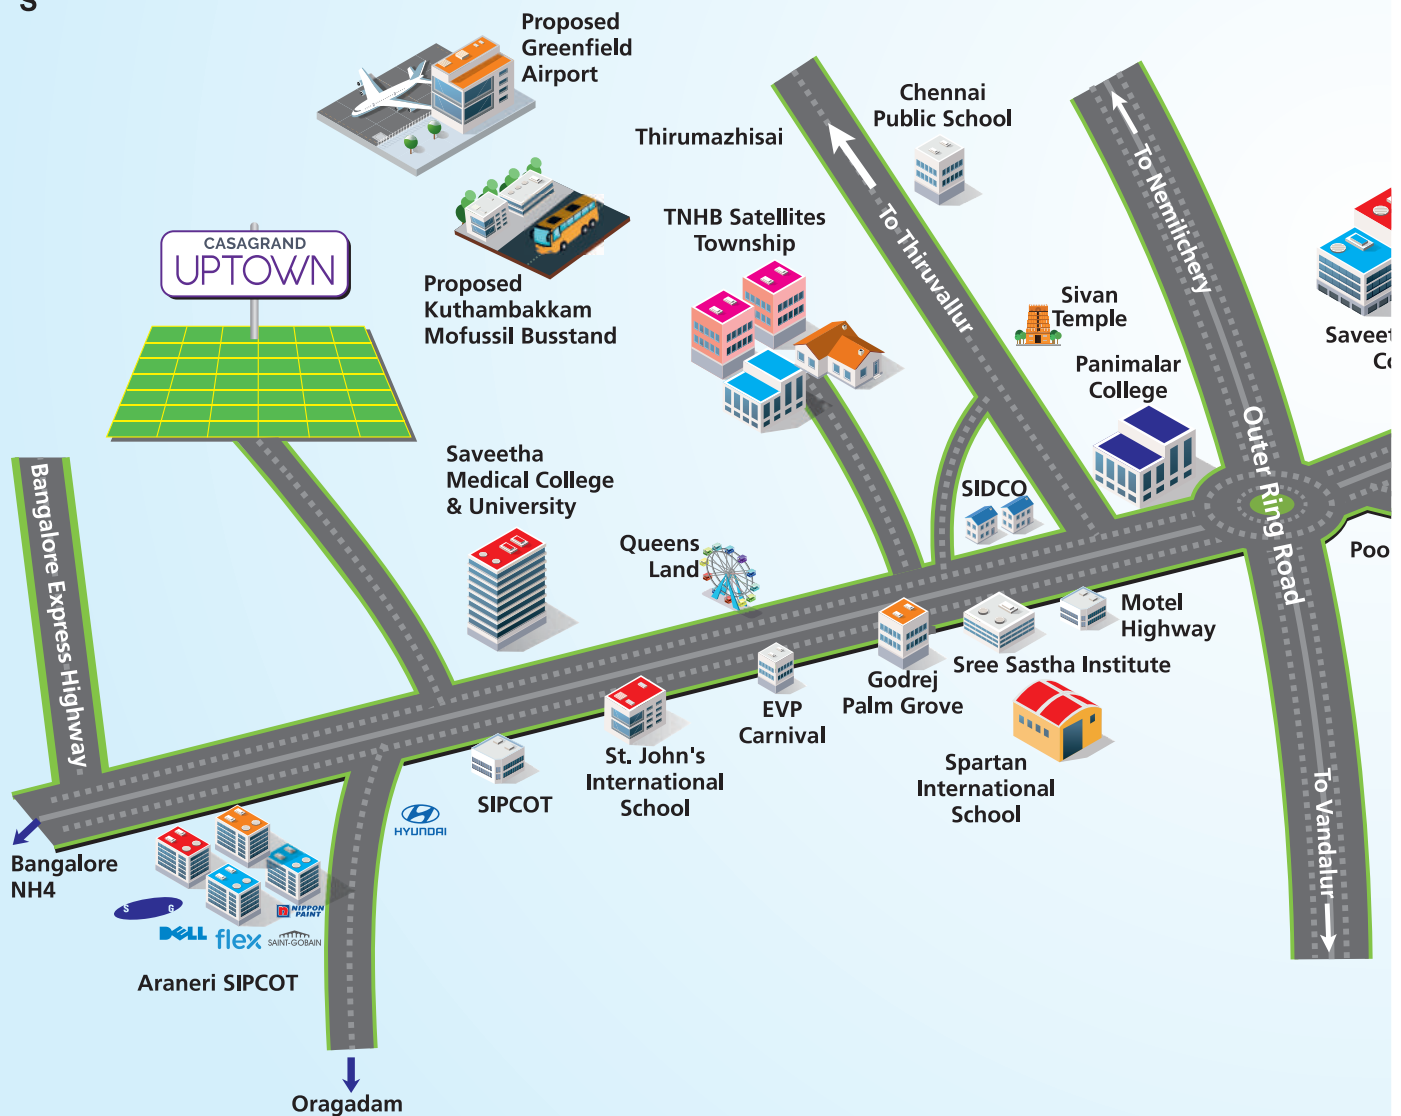 S
Proposed
Greenfield
Airport
Chennai
Public School
Thirumazhisai
To Nemilichery
To Thiruvallur
TNHB Satellites
Township
CASAGRAND
UPTOWN
Proposed
Kuthambakkam
Mofussil Busstand
Sivan
Temple
Panimalar
College
Outer Ring Road
Saveetha
Medical College
& University
SIDCO
Queens
Land
Bangalore Express Highway
Motel
Highway
Sree Sastha Institute
Godrej
Palm Grove
EVP
Carnival
St. John's
International
School
Spartan
International
School
SIPCOT
HYUNDAI
To Vandalur
Bangalore
NH4
S G
NIPPON
PAINT
DELL
flex
SAINT-GOBAIN
Araneri SIPCOT
Oragadam